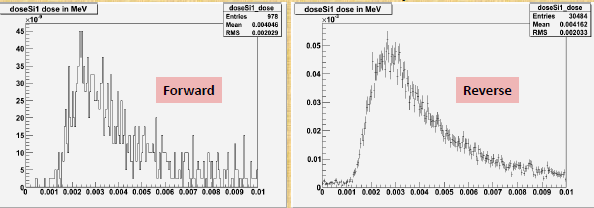 doseSi1 dose in MeV
×10⁻⁹
doseSi1_dose
Entries 978
Mean 0.004046
RMS 0.002029
45
40
35
30
25
20
15
10
5
0
0 0.001 0.002 0.003 0.004 0.005 0.006 0.007 0.008 0.009 0.01
Forward
doseSi1 dose in MeV
doseSi1_dose
Entries 30484
Mean 0.004162
RMS 0.002033
0.05
0.04
0.03
0.02
0.01
0
0 0.001 0.002 0.003 0.004 0.005 0.006 0.007 0.008 0.009 0.01
Reverse